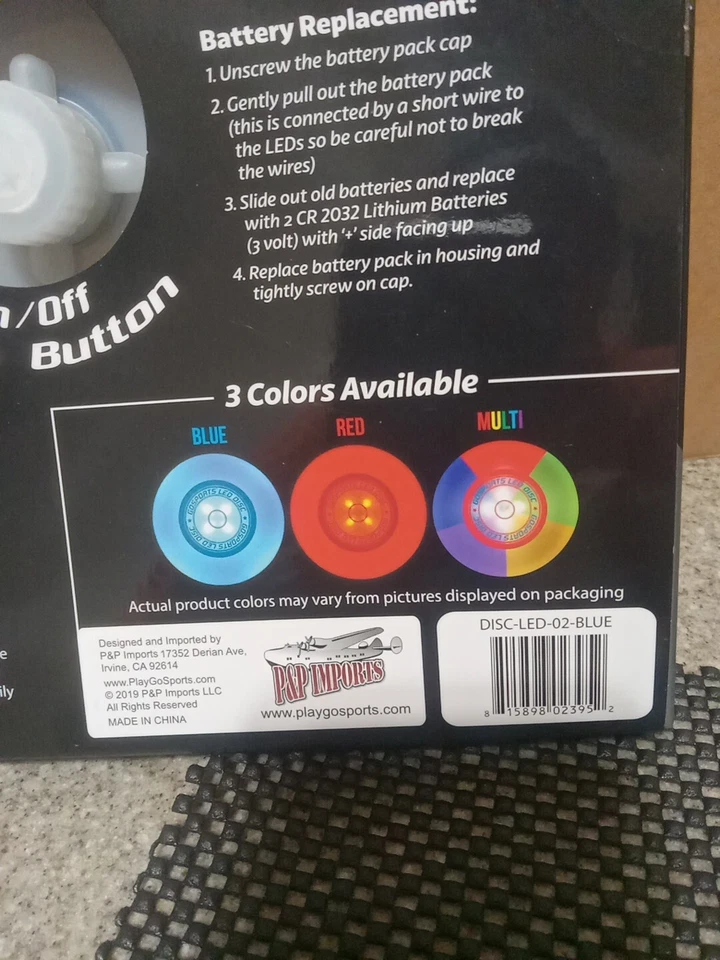 Battery Replacement:
1. Unscrew the battery pack cap
2. Gently pull out the battery pack
(this is connected by a short wire to
the LEDs so be careful not to break
the wires)
3. Slide out old batteries and replace
with 2 CR 2032 Lithium Batteries
(3 volt) with '+' side facing up
4. Replace battery pack in housing and
tightly screw on cap.
/Off
Button
3 Colors Available
BLUE
RED
MULTI
GOSPORTS LED DISC
Actual product colors may vary from pictures displayed on packaging
Designed and Imported by
P&P Imports 17352 Derian Ave,
Irvine, CA 92614
www.PlayGoSports.com
© 2019 P&P Imports LLC
All Rights Reserved
MADE IN CHINA
P&P IMPORTS
www.playgosports.com
DISC-LED-02-BLUE
8 15898 02395 2